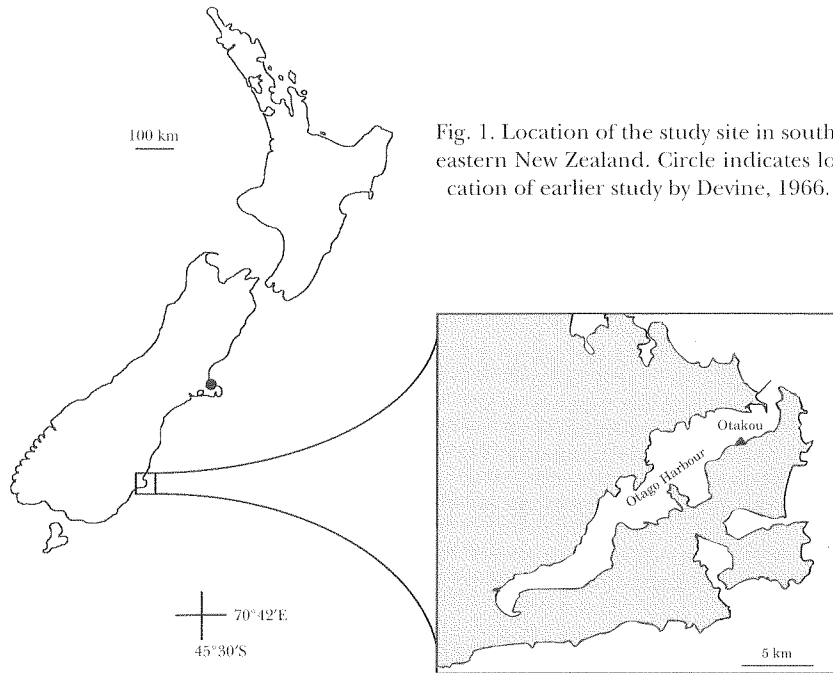 100 km
Fig. 1. Location of the study site in south-
eastern New Zealand. Circle indicates lo-
cation of earlier study by Devine, 1966.
Otakou
Otago Harbour
70°42'E
45°30'S
5 km